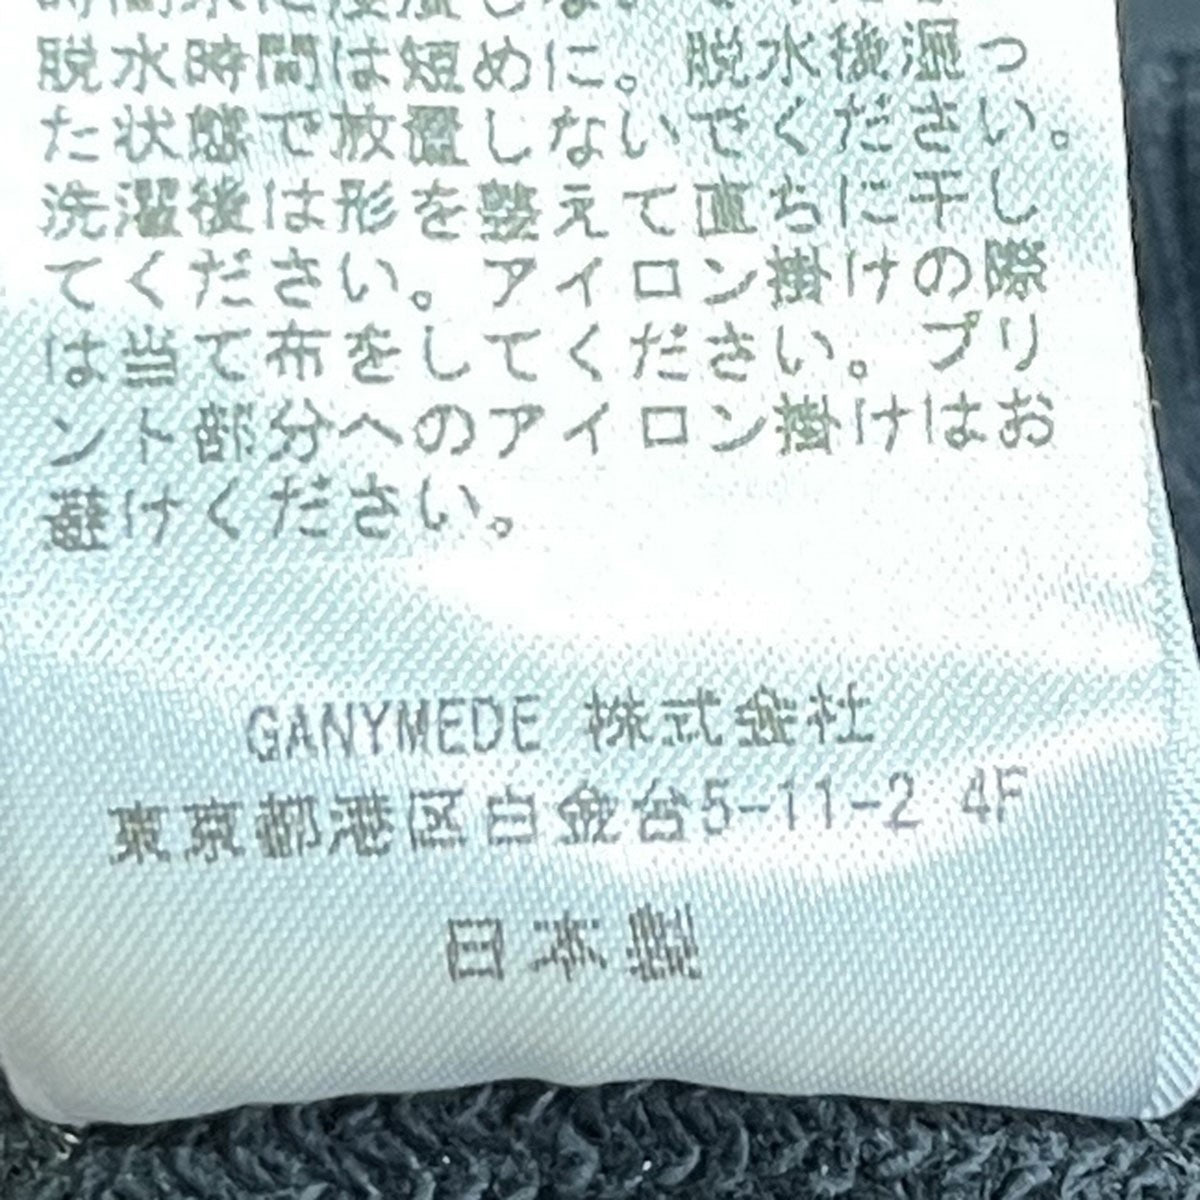 脱水時間は短めに。脱水後湿っ
た状態で放置しないでください。
洗濯後は形を整えて直ちに干し
てください。アイロン掛けの際
は当て布をしてください。プリ
ント部分へのアイロン掛けはお
避けください。
GANYMEDE 株式会社
東京都港区白金台5-11-2 4F
日本製